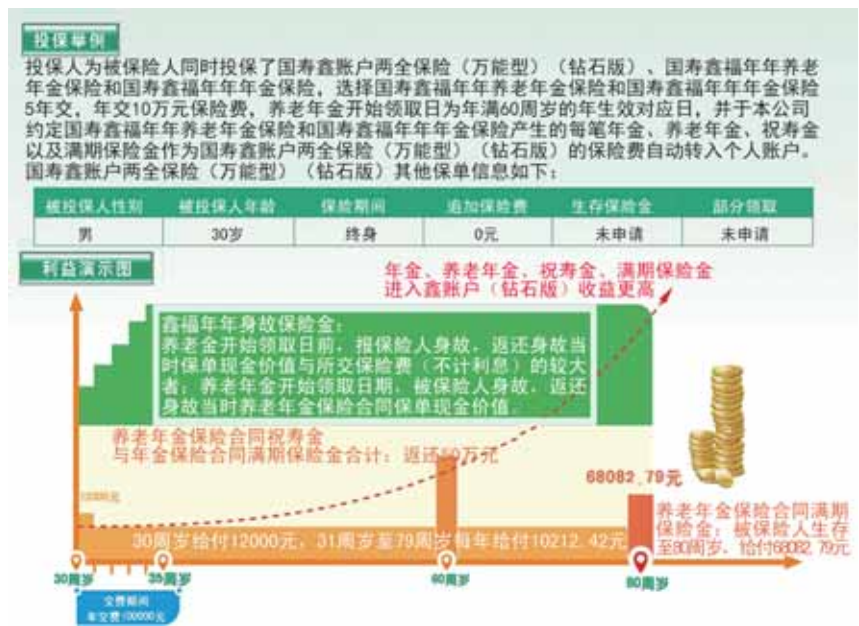 投保举例
投保人为被保险人同时投保了国寿鑫账户两全保险（万能型）（钻石版）、国寿鑫福年年养老
年金保险和国寿鑫福年年年金保险，选择国寿鑫福年年养老年金保险和国寿鑫福年年年金保险
5年交，年交10万元保险费，养老年金开始领取日为年满60周岁的年生效对应日，并于本公司
约定国寿鑫福年年养老年金保险和国寿鑫福年年年金保险产生的每笔年金、养老年金、祝寿金
以及满期保险金作为国寿鑫账户两全保险（万能型）（钻石版）的保险费自动转入个人账户。
国寿鑫账户两全保险（万能型）（钻石版）其他保单信息如下：
被投保人性别 被投保人年龄 保险期间 追加保险费 生存保险金 部分领取
男 30岁 终身 0元 未申请 未申请
利益演示图
年金、养老年金、祝寿金、满期保险金
进入鑫账户（钻石版）收益更高
鑫福年年身故保险金：
养老金开始领取日前，报保险人身故，返还身故当
时保单现金价值与所交保险费（不计利息）的较大
者；养老年金开始领取日期，被保险人身故，返还
身故当时养老年金保险合同保单现金价值。
养老年金保险合同祝寿金
与年金保险合同满期保险金合计：返还50万元
68082.79元
养老年金保险合同满期
保险金：被保险人生存
至80周岁，给付68082.79元
30周岁给付12000元，31周岁至79周岁每年给付10212.42元
30周岁 35周岁 60周岁 80周岁
交费期间
年交费100000元